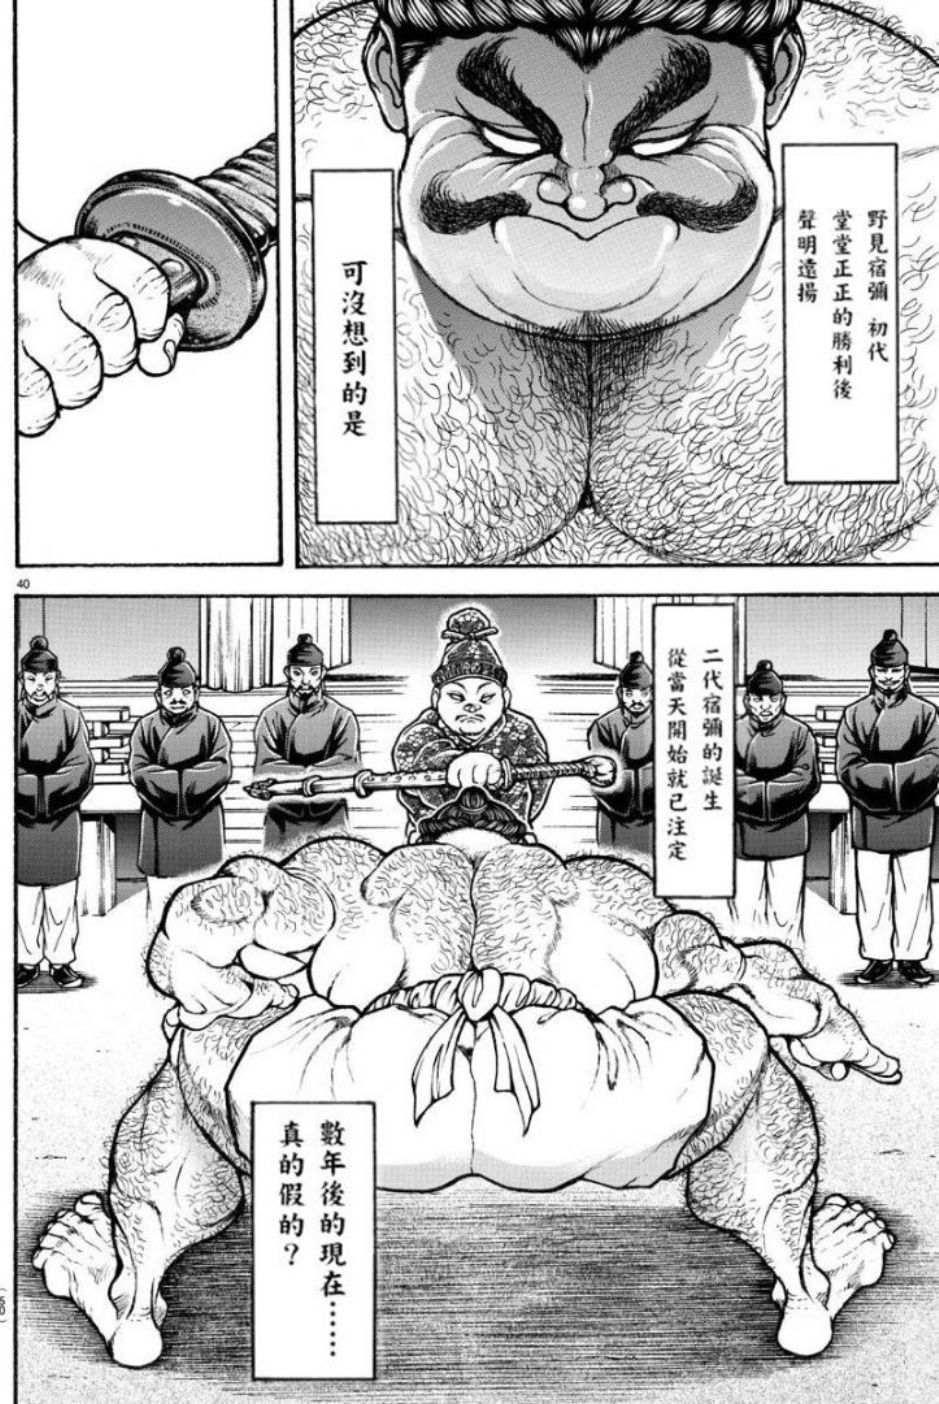 野見宿彌 初代
堂堂正正的勝利後
聲明遠揚
可沒想到的是
40
二代宿彌的誕生
從當天開始就已注定
數年後的現在……
真的假的？